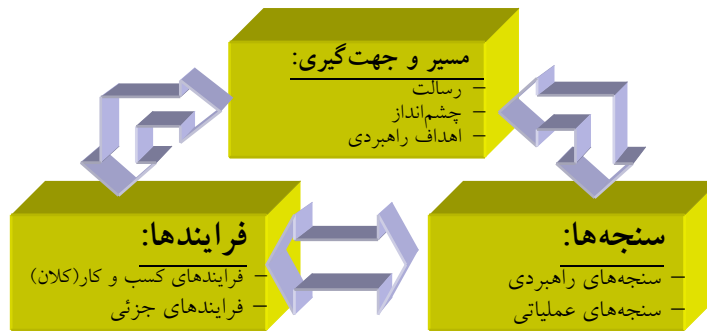 مسیر و جهت‌گیری:
– رسالت
– چشم‌انداز
– اهداف راهبردی
سنجه‌ها:
– سنجه‌های راهبردی
– سنجه‌های عملیاتی
فرایندها:
– فرایندهای کسب و کار(کلان)
– فرایندهای جزئی